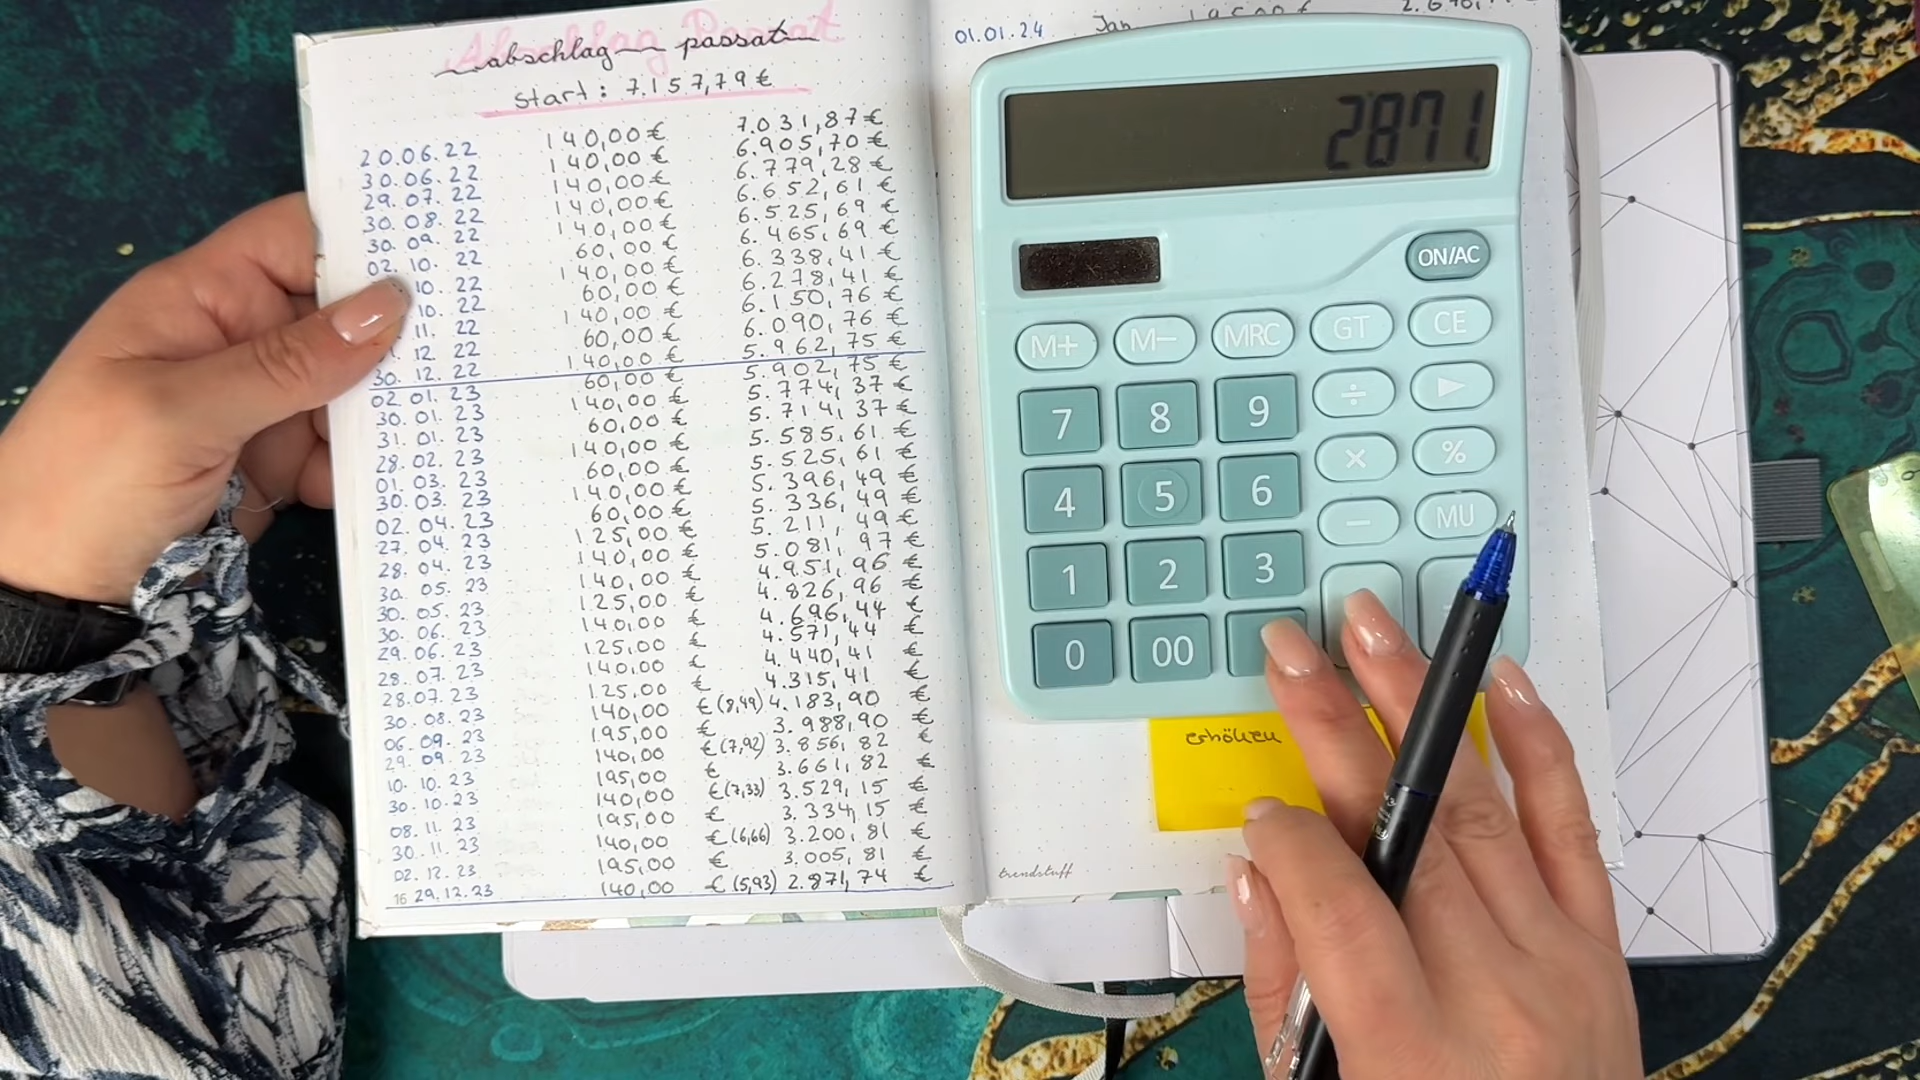 Abschlag Passat
abschlag passat
Start: 7.157,79 €
20.06.22 140,00 € 7.031,87 €
30.06.22 140,00 € 6.905,70 €
29.07.22 140,00 € 6.779,28 €
30.08.22 140,00 € 6.652,61 €
30.09.22 140,00 € 6.525,69 €
02.10.22 60,00 € 6.465,69 €
10.22 140,00 € 6.338,41 €
10.22 60,00 € 6.278,41 €
11.22 140,00 € 6.150,76 €
12 22 60,00 € 6.090,76 €
30.12.22 140,00 € 5.962,75 €
02 01.23 60,00 € 5.902,75 €
30.01.23 140,00 € 5.774,37 €
31.01.23 60,00 € 5.714,37 €
28.02.23 140,00 € 5.585,61 €
01.03.23 60,00 € 5.525,61 €
30.03.23 140,00 € 5.396,49 €
02.04.23 60,00 € 5.336,49 €
27.04.23 125,00 € 5.211,49 €
28.04.23 140,00 € 5.081,97 €
30.05.23 140,00 € 4.951,96 €
30.05.23 125,00 € 4.826,96 €
30.06.23 140,00 € 4.696,44 €
29.06.23 125,00 € 4.571,44 €
28.07.23 140,00 € 4.440,41 €
28.07.23 125,00 € 4.315,41 €
30.08.23 140,00 € (8,49) 4.183,90 €
06.09.23 195,00 € 3.988,90 €
29.09.23 140,00 € (7,92) 3.856,82 €
10.10.23 195,00 € 3.661,82 €
30.10.23 140,00 € (7,33) 3.529,15 €
08.11.23 195,00 € 3.334,15 €
30.11.23 140,00 € (6,66) 3.200,81 €
02.12.23 195,00 € 3.005,81 €
29.12.23 140,00 € (5,93) 2.871,74 €
16
01.01.24 Jan
2871.
ON/AC
M+ M− MRC GT CE
7 8 9 ÷ ▶
4 5 6 × %
1 2 3 − MU
0 00
erhöhen
trendstuff